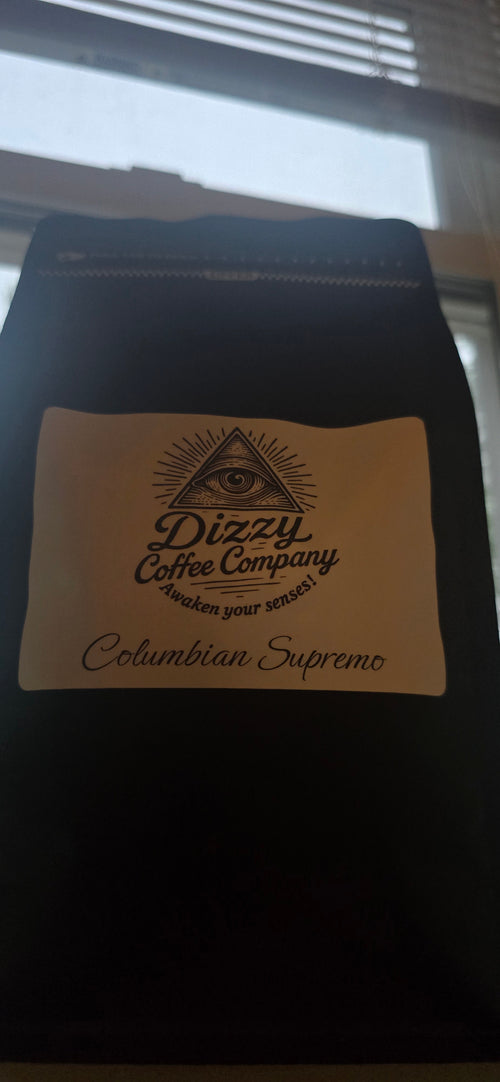 Dizzy
Coffee Company
Awaken your senses!
Columbian Supremo